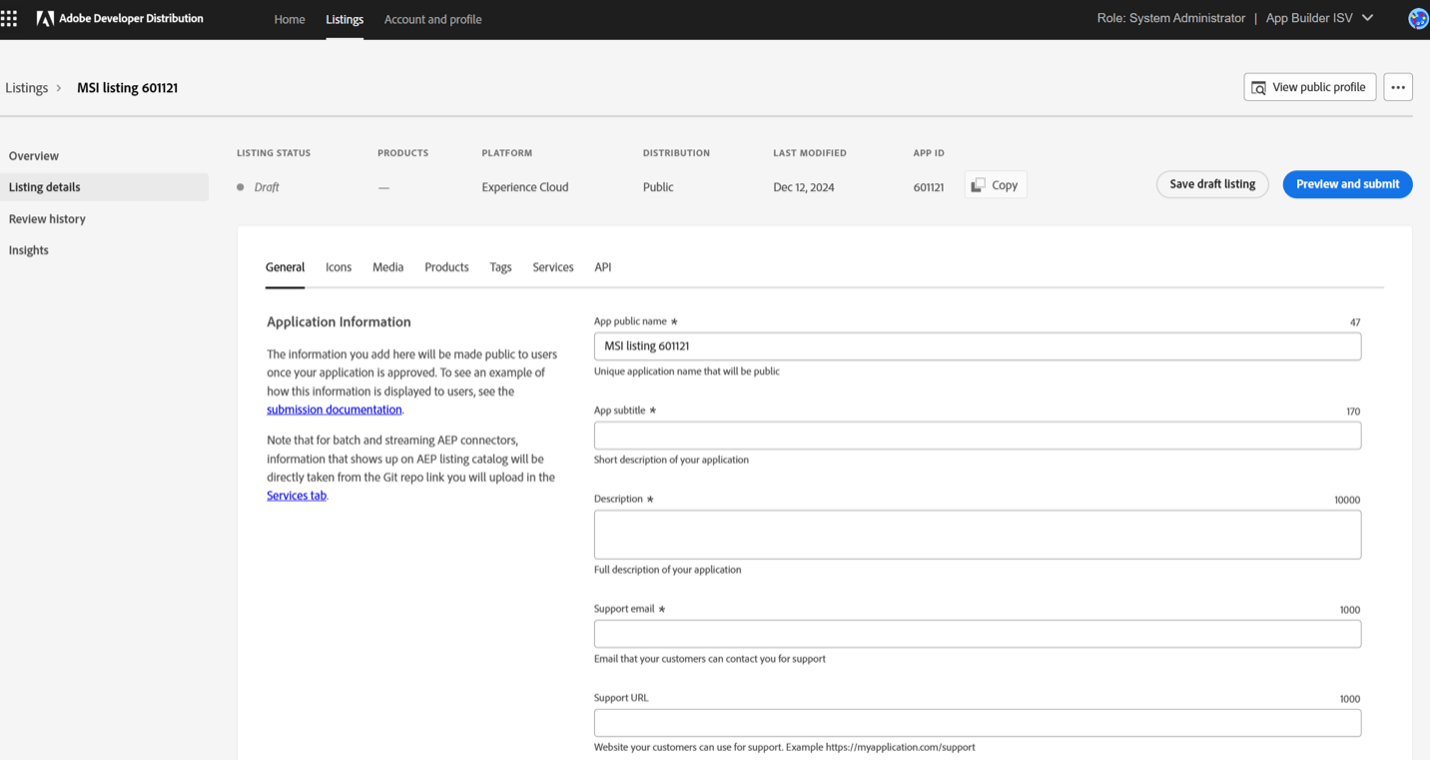 Adobe Developer Distribution Home Listings Account and profile Role: System Administrator | App Builder ISV
Listings > MSI listing 601121 View public profile ...
Overview
Listing details
Review history
Insights
LISTING STATUS PRODUCTS PLATFORM DISTRIBUTION LAST MODIFIED APP ID
Draft — Experience Cloud Public Dec 12, 2024 601121 Copy Save draft listing Preview and submit
General Icons Media Products Tags Services API
Application Information
The information you add here will be made public to users
once your application is approved. To see an example of
how this information is displayed to users, see the
submission documentation.
Note that for batch and streaming AEP connectors,
information that shows up on AEP listing catalog will be
directly taken from the Git repo link you will upload in the
Services tab.
App public name * 47
MSI listing 601121
Unique application name that will be public
App subtitle * 170
Short description of your application
Description * 10000
Full description of your application
Support email * 1000
Email that your customers can contact you for support
Support URL 1000
Website your customers can use for support. Example https://myapplication.com/support